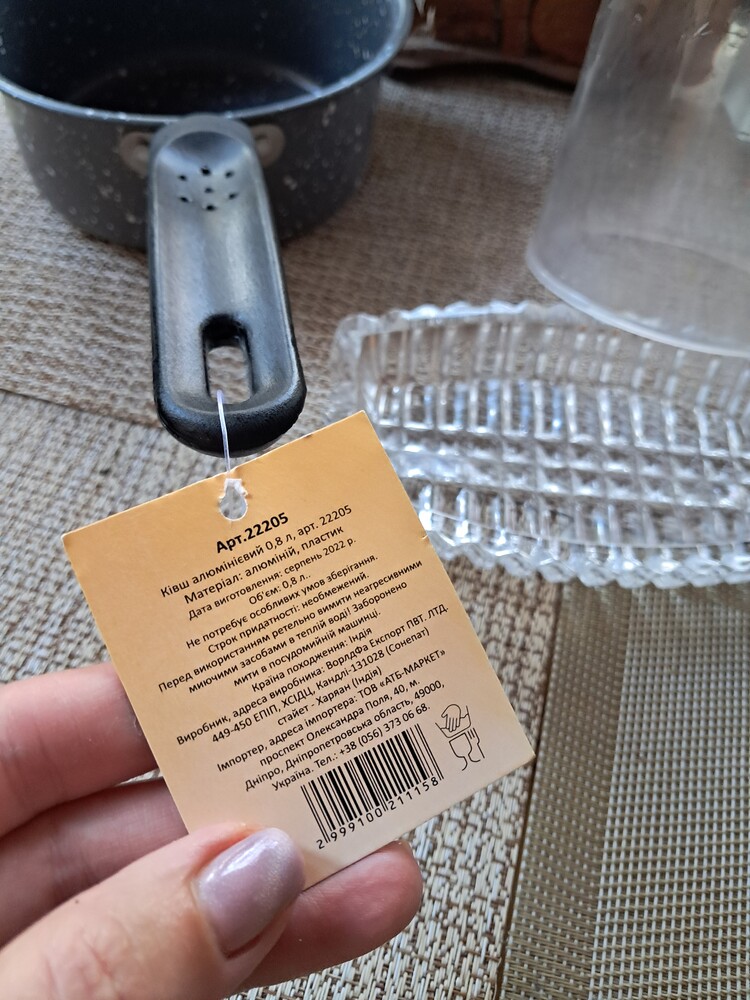 Арт.22205
Ківш алюмінієвий 0,8 л, арт. 22205
Матеріал: алюміній, пластик
Дата виготовлення: серпень 2022 р.
Об'єм: 0,8 л.
Не потребує особливих умов зберігання.
Строк придатності: необмежений.
Перед використанням ретельно вимити неагресивними
миючими засобами в теплій воді! Заборонено
мити в посудомийній машині.
Країна походження: Індія
Виробник, адреса виробника: Ворлдфа Експорт ПВТ. ЛТД.
449-450 ЕПІП, ХСІДЦ, Кандлі-131028 (Сонепат)
стайет - Харяан (Індія)
Імпортер, адреса імпортера: ТОВ «АТБ-МАРКЕТ»
проспект Олександра Поля, 40, м.
Дніпро, Дніпропетровська область, 49000,
Україна. Тел.: +38 (056) 373 06 68.
2 999100 211158